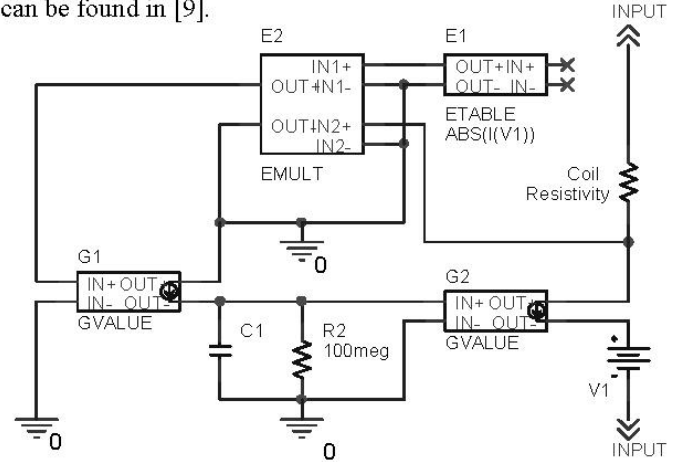 can be found in [9].
INPUT
E2
E1
IN1+
OUT+IN1-
OUT-IN2+
IN2-
EMULT
OUT+IN+
OUT- IN-
ETABLE
ABS(I(V1))
Coil
Resistivity
0
G1
IN+ OUT+
IN- OUT-
GVALUE
C1
R2
100meg
G2
IN+ OUT+
IN- OUT-
GVALUE
+
-
V1
0
0
INPUT